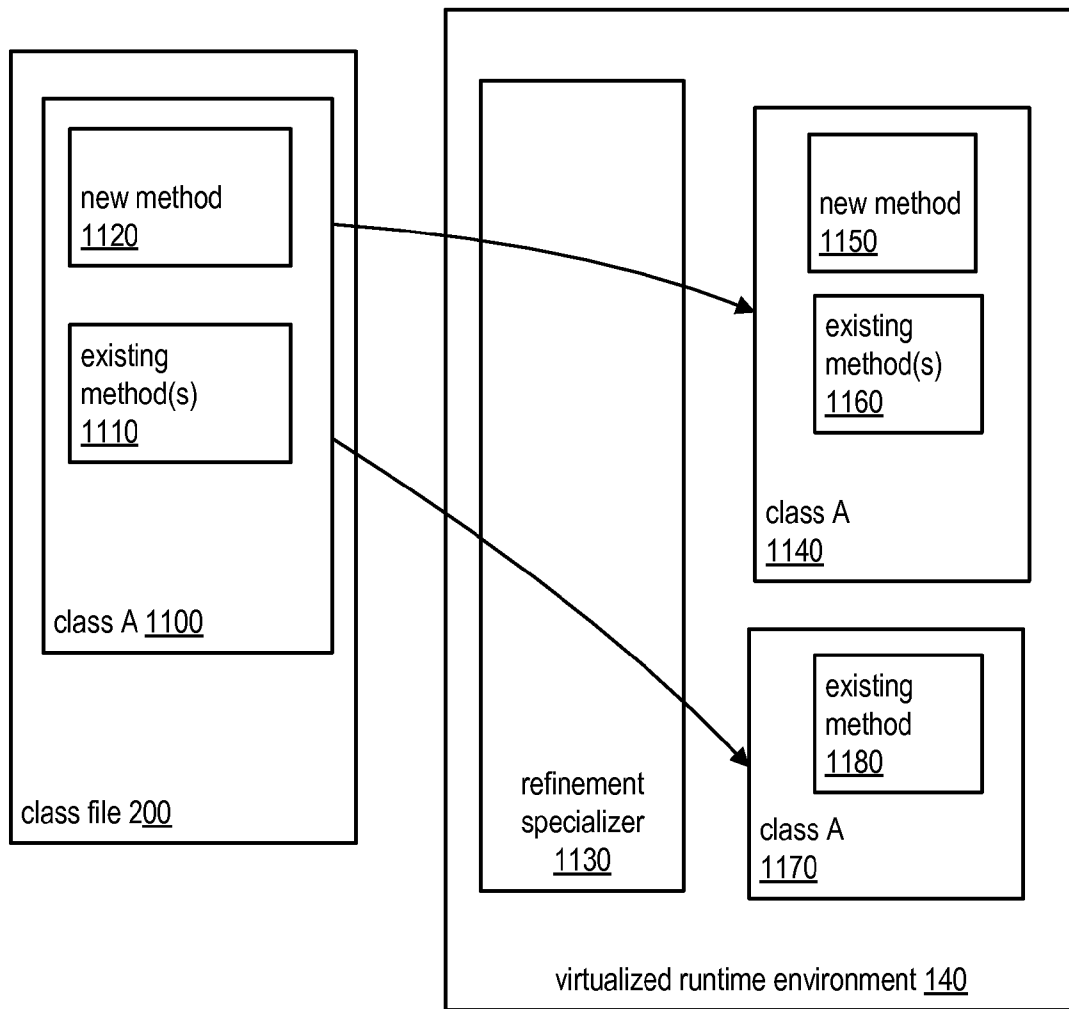 new method
1120
existing
method(s)
1110
class A 1100
class file 200
refinement
specializer
1130
new method
1150
existing
method(s)
1160
class A
1140
existing
method
1180
class A
1170
virtualized runtime environment 140